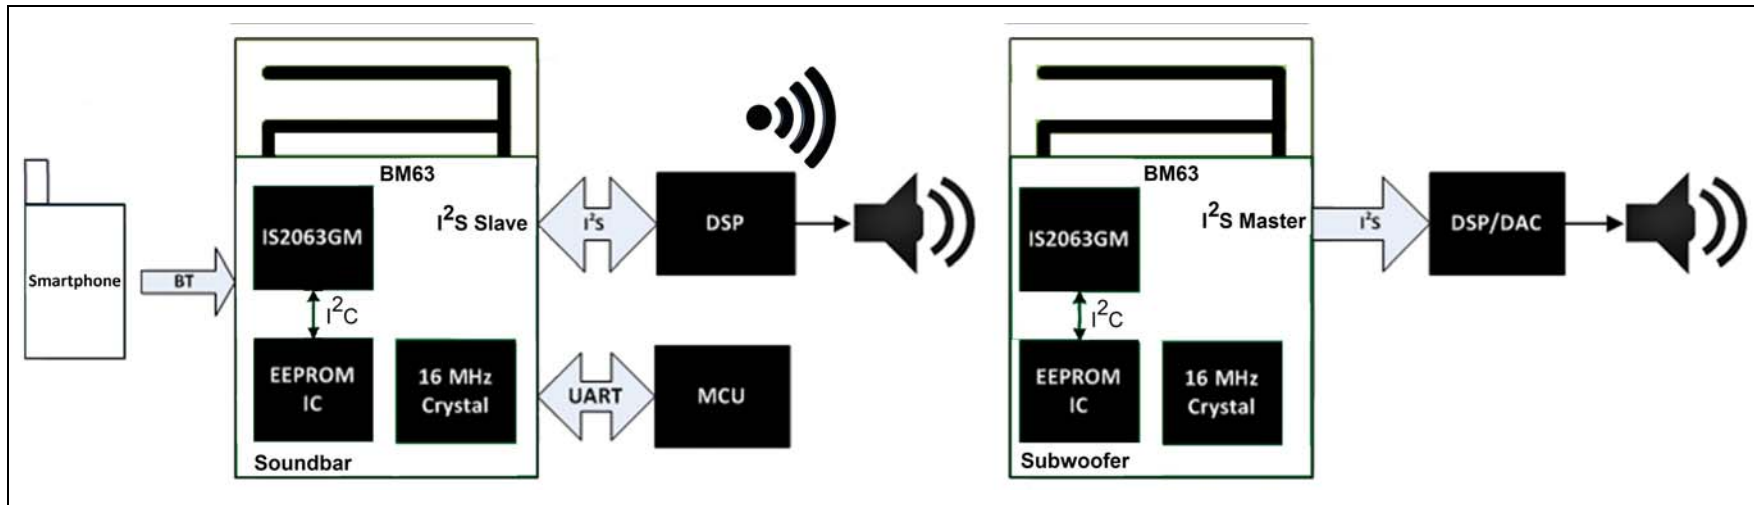 Smartphone
BT
BM63
IS2063GM
I²S Slave
I²C
EEPROM
IC
16 MHz
Crystal
Soundbar
I²S
DSP
UART
MCU
BM63
IS2063GM
I²S Master
I²C
EEPROM
IC
16 MHz
Crystal
Subwoofer
I²S
DSP/DAC